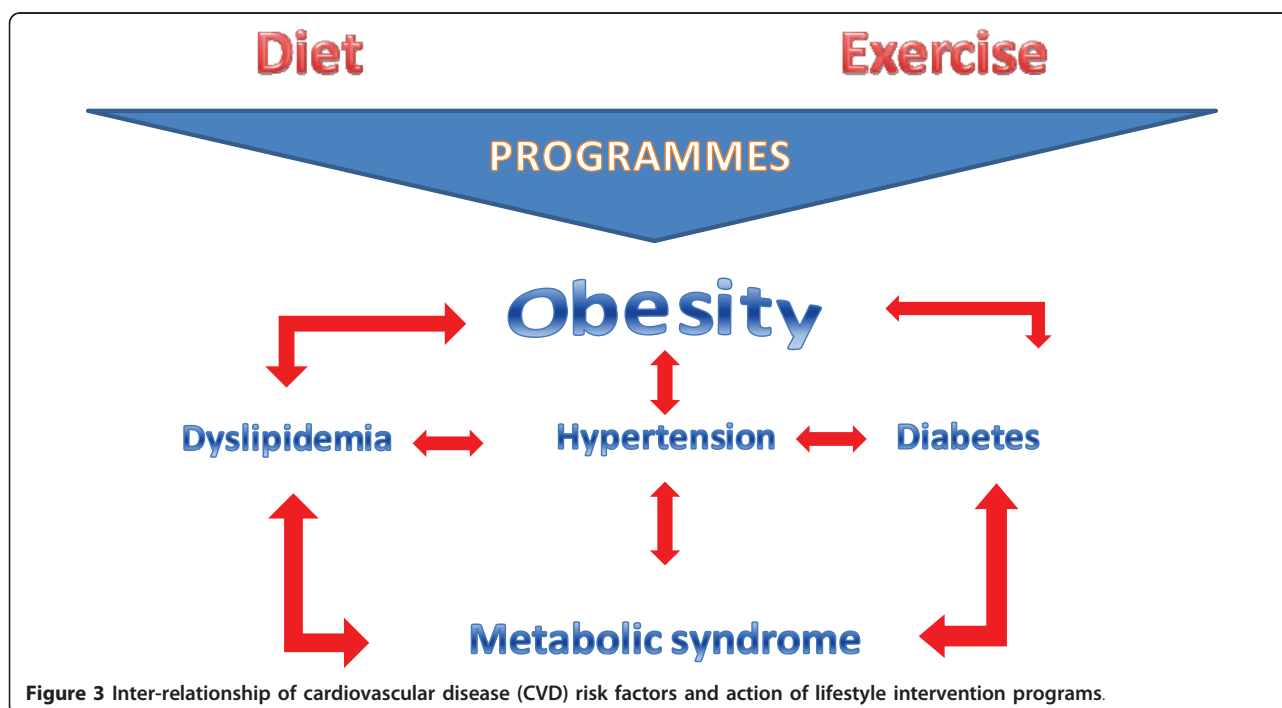 Diet Exercise
PROGRAMMES
Obesity
Dyslipidemia Hypertension Diabetes
Metabolic syndrome
Figure 3 Inter-relationship of cardiovascular disease (CVD) risk factors and action of lifestyle intervention programs.